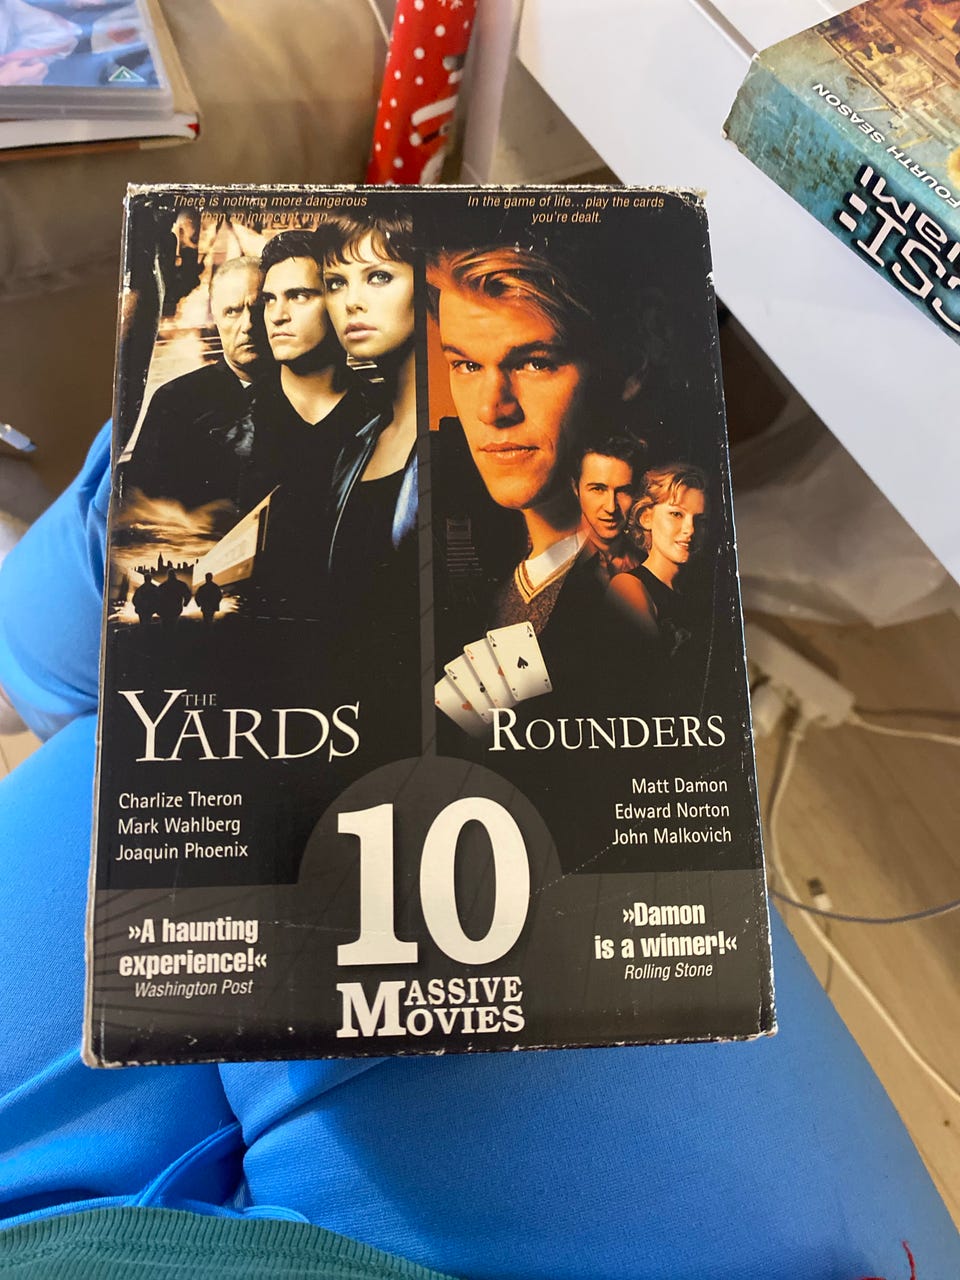 There is nothing more dangerous
than an innocent man...
In the game of life...play the cards
you're dealt.
THE
YARDS
ROUNDERS
Charlize Theron
Mark Wahlberg
Joaquin Phoenix
Matt Damon
Edward Norton
John Malkovich
10
MASSIVE
MOVIES
»A haunting
experience!«
Washington Post
»Damon
is a winner!«
Rolling Stone
FOURTH SEASON
CSI:
MIAMI